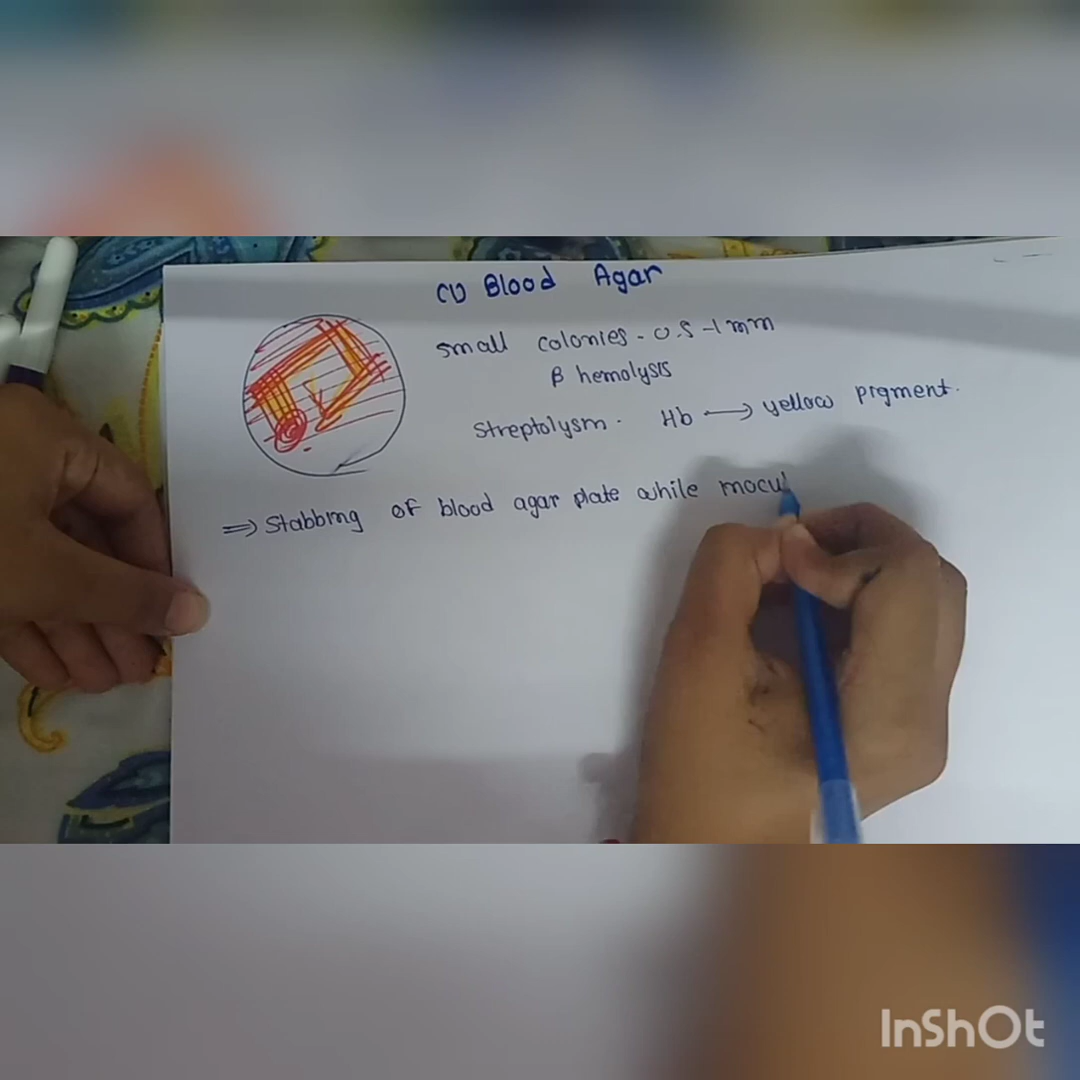 (1) Blood Agar
small colonies - 0.5-1mm
β hemolysis
Streptolysin. Hb → yellow pigment.
⇒ Stabbing of blood agar plate while inocul
InShOt